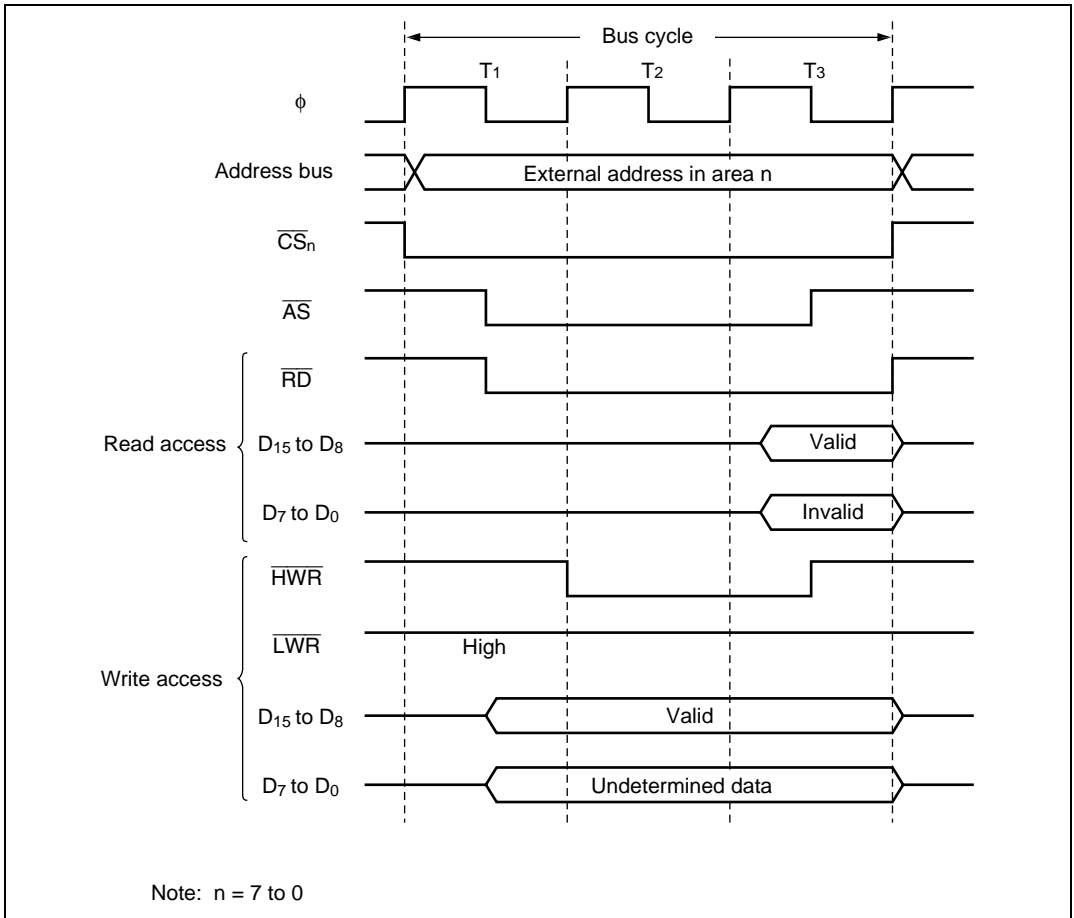 Bus cycle
T1 T2 T3
ϕ
Address bus External address in area n
CSn
AS
RD
Read access D15 to D8 Valid
D7 to D0 Invalid
HWR
LWR High
Write access
D15 to D8 Valid
D7 to D0 Undetermined data
Note: n = 7 to 0